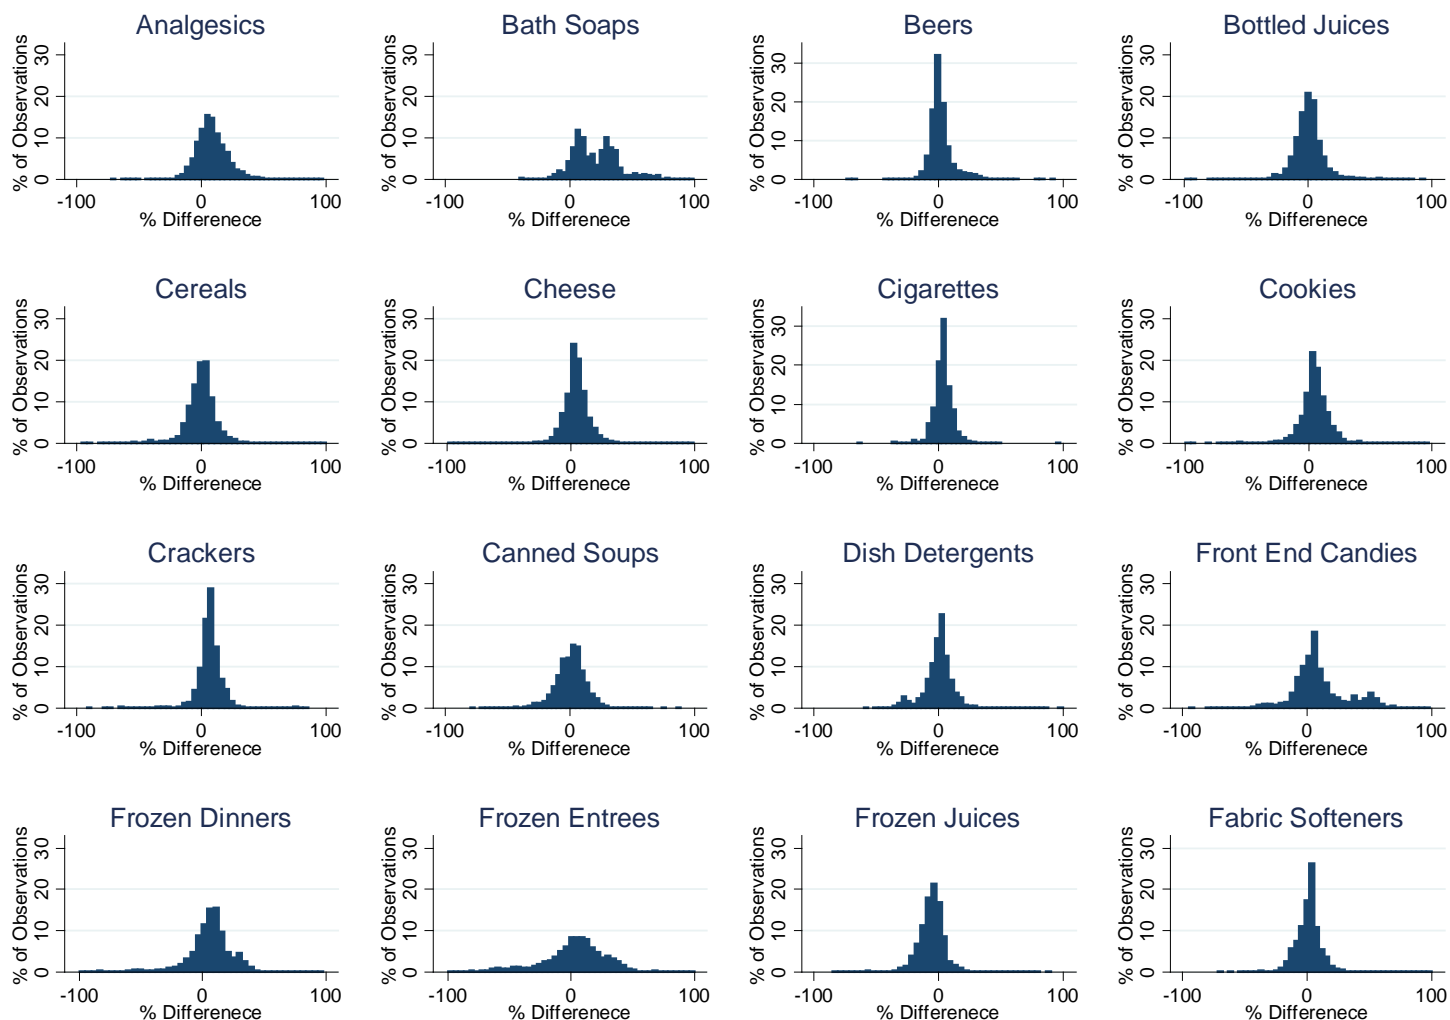 Analgesics
% of Observations
30
20
10
0
-100 0 100
% Differenece
Bath Soaps
% of Observations
30
20
10
0
-100 0 100
% Differenece
Beers
% of Observations
30
20
10
0
-100 0 100
% Differenece
Bottled Juices
% of Observations
30
20
10
0
-100 0 100
% Differenece
Cereals
% of Observations
30
20
10
0
-100 0 100
% Differenece
Cheese
% of Observations
30
20
10
0
-100 0 100
% Differenece
Cigarettes
% of Observations
30
20
10
0
-100 0 100
% Differenece
Cookies
% of Observations
30
20
10
0
-100 0 100
% Differenece
Crackers
% of Observations
30
20
10
0
-100 0 100
% Differenece
Canned Soups
% of Observations
30
20
10
0
-100 0 100
% Differenece
Dish Detergents
% of Observations
30
20
10
0
-100 0 100
% Differenece
Front End Candies
% of Observations
30
20
10
0
-100 0 100
% Differenece
Frozen Dinners
% of Observations
30
20
10
0
-100 0 100
% Differenece
Frozen Entrees
% of Observations
30
20
10
0
-100 0 100
% Differenece
Frozen Juices
% of Observations
30
20
10
0
-100 0 100
% Differenece
Fabric Softeners
% of Observations
30
20
10
0
-100 0 100
% Differenece